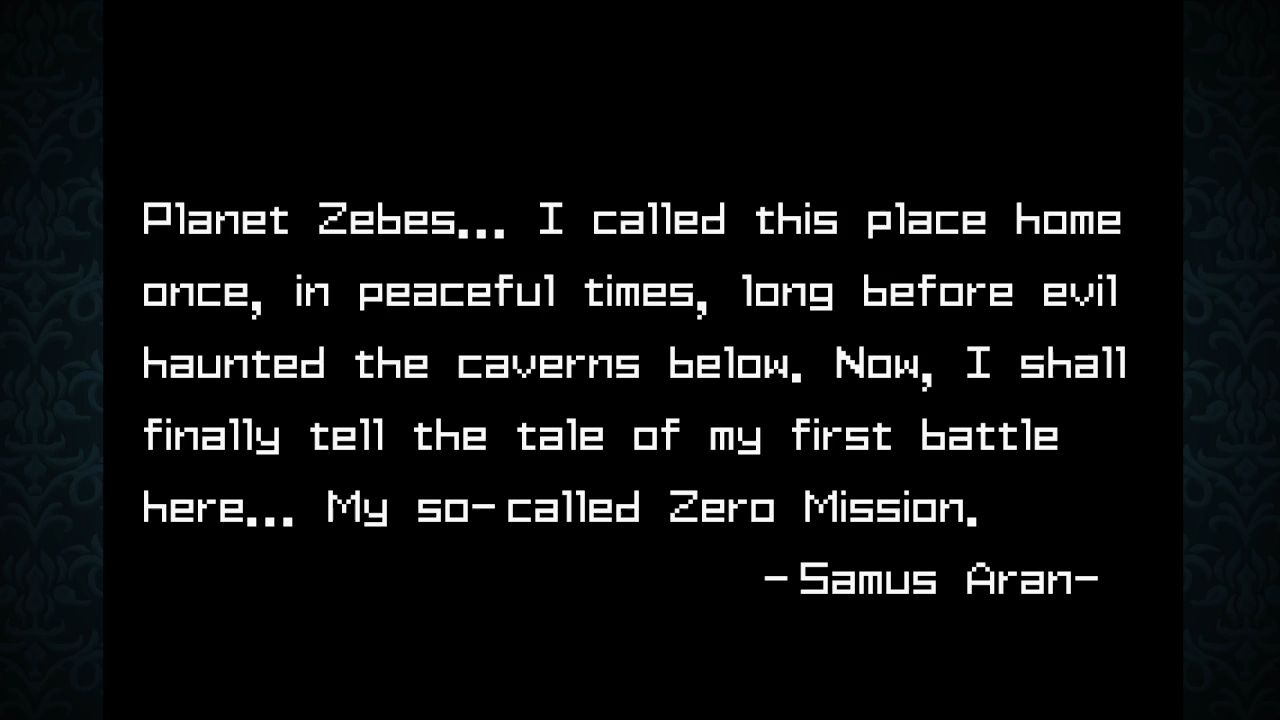 Planet Zebes... I called this place home
once, in peaceful times, long before evil
haunted the caverns below. Now, I shall
finally tell the tale of my first battle
here... My so-called Zero Mission.
-Samus Aran-